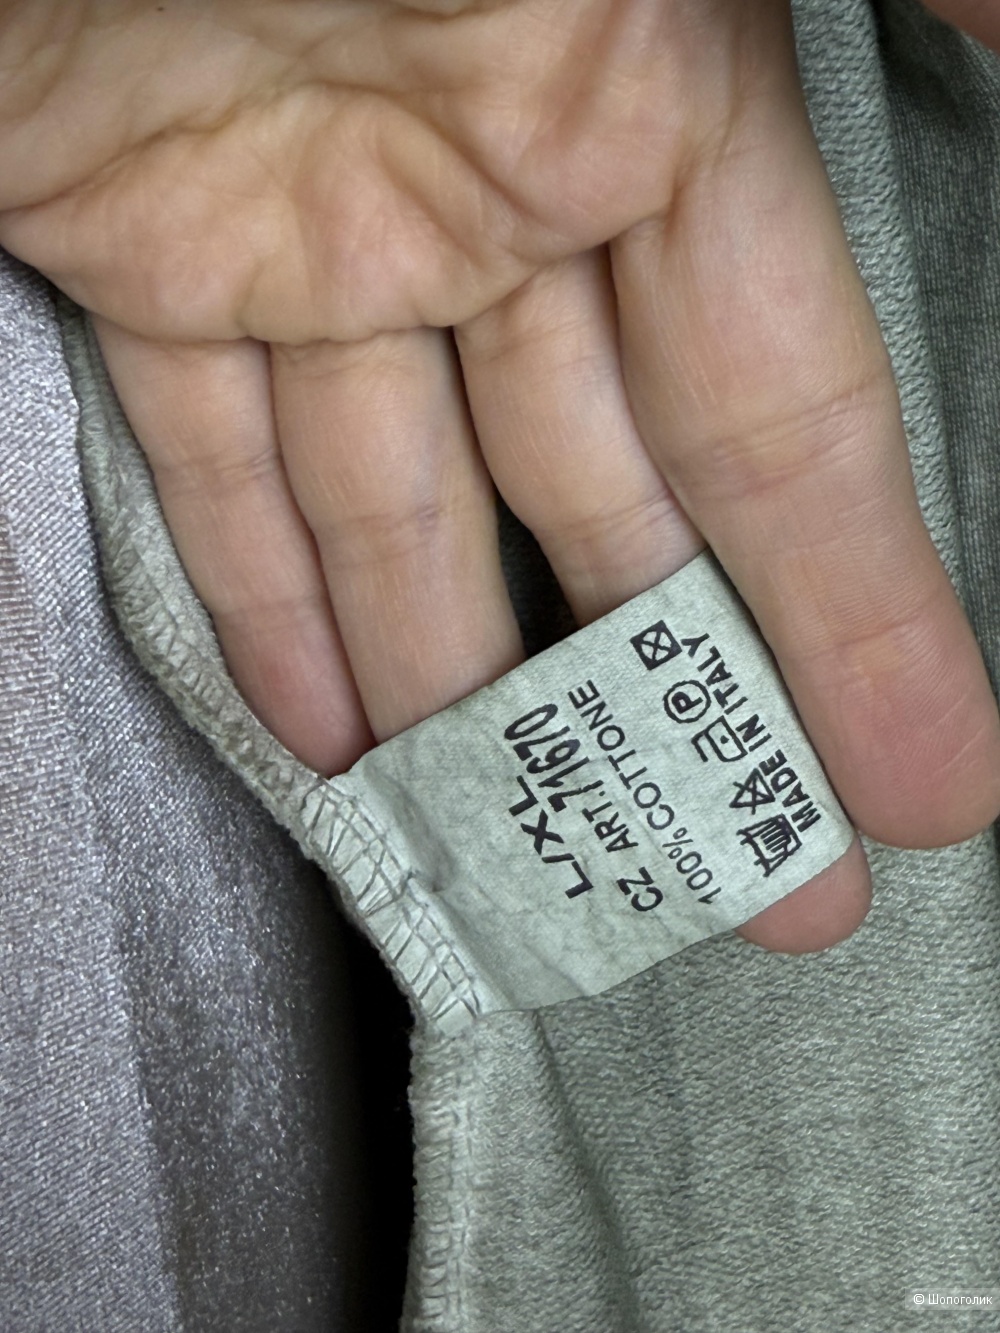 L/XL
CZ ART.I 71670
100% COTTONE
P
MADE IN ITALY
© Шопоголик